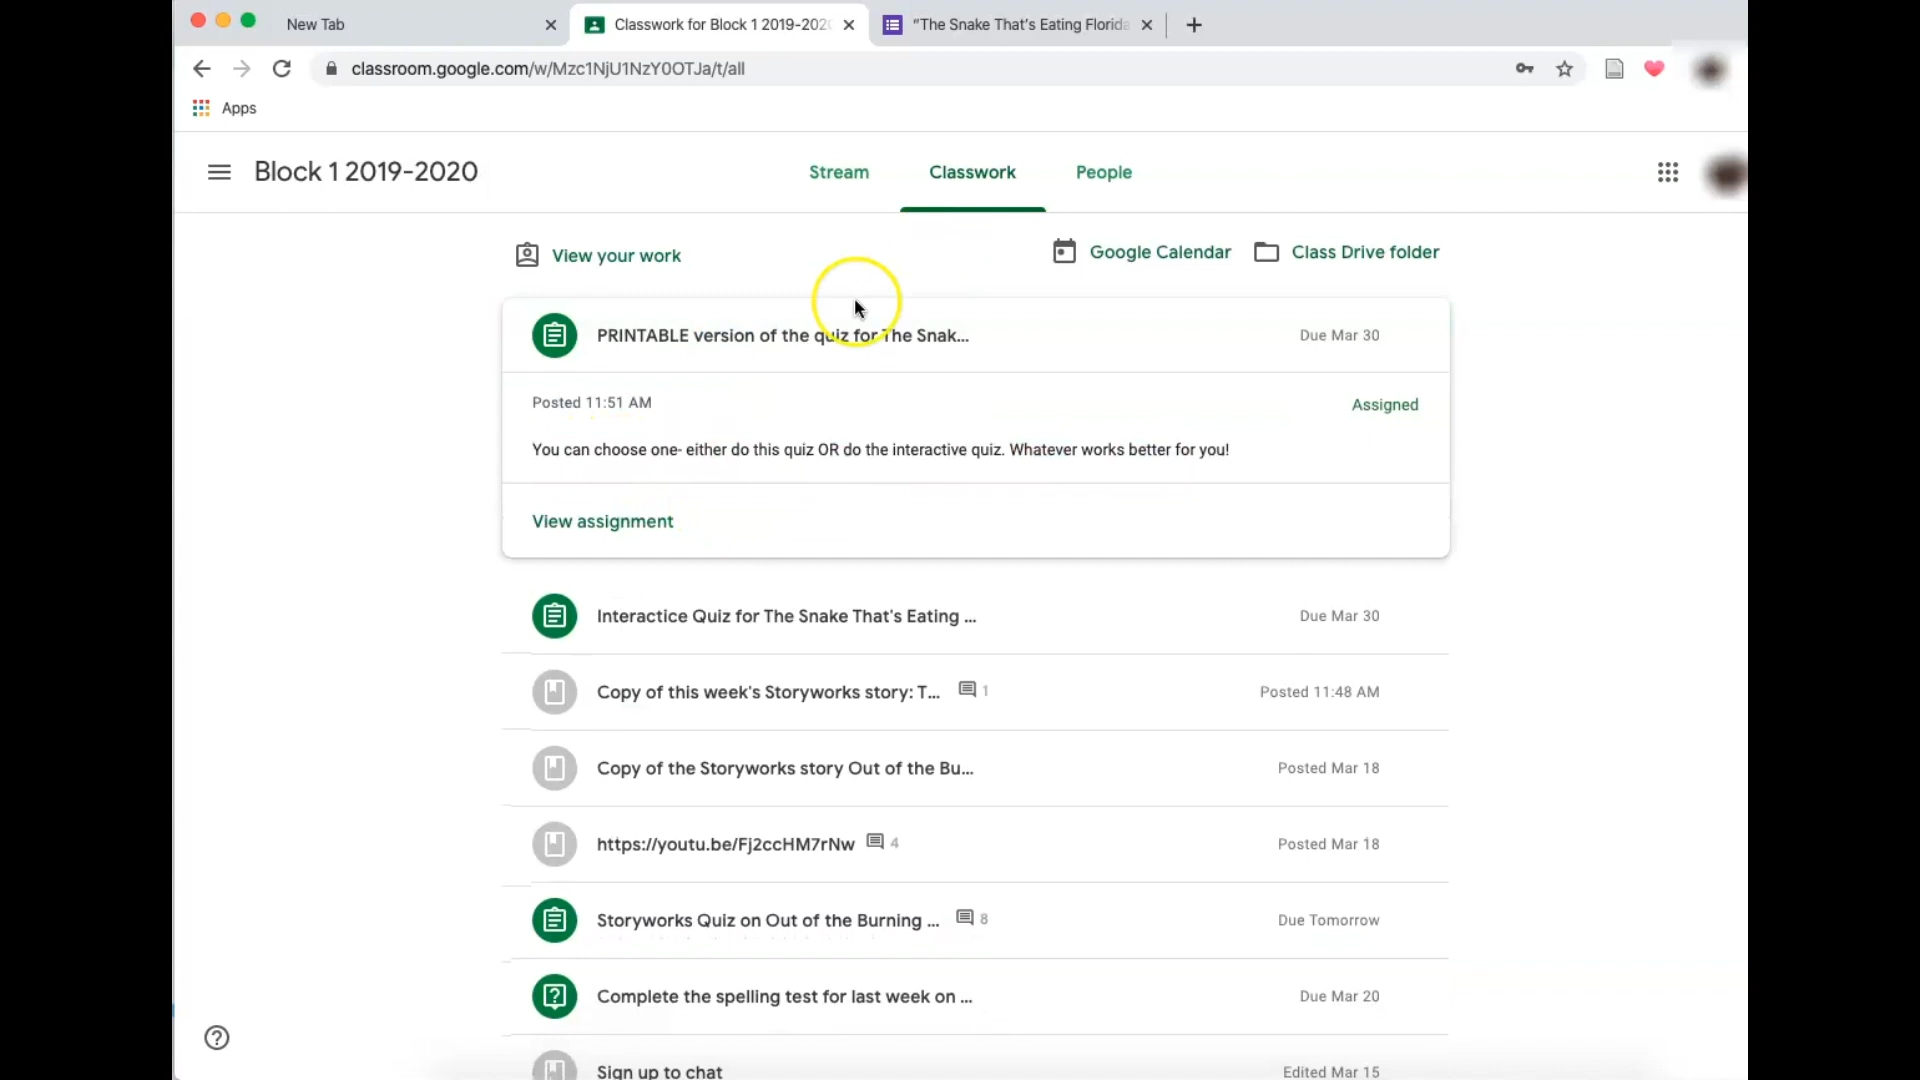 New Tab
Classwork for Block 1 2019-202
"The Snake That's Eating Florida
classroom.google.com/w/Mzc1NjU1NzY0OTJa/t/all
Apps
Block 1 2019-2020
Stream
Classwork
People
View your work
Google Calendar
Class Drive folder
PRINTABLE version of the quiz for The Snak...
Due Mar 30
Posted 11:51 AM
Assigned
You can choose one- either do this quiz OR do the interactive quiz. Whatever works better for you!
View assignment
Interactice Quiz for The Snake That's Eating ...
Due Mar 30
Copy of this week's Storyworks story: T...
1
Posted 11:48 AM
Copy of the Storyworks story Out of the Bu...
Posted Mar 18
https://youtu.be/Fj2ccHM7rNw
4
Posted Mar 18
Storyworks Quiz on Out of the Burning ...
8
Due Tomorrow
Complete the spelling test for last week on ...
Due Mar 20
Sign up to chat
Edited Mar 15